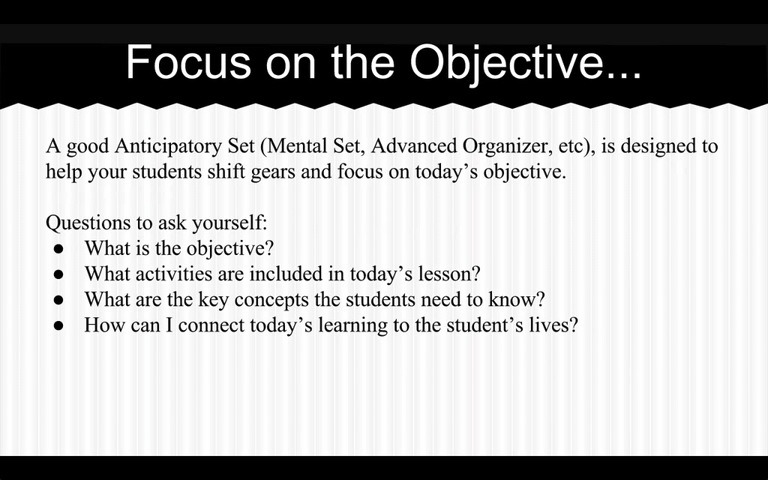 Focus on the Objective...
A good Anticipatory Set (Mental Set, Advanced Organizer, etc), is designed to
help your students shift gears and focus on today’s objective.
Questions to ask yourself:
● What is the objective?
● What activities are included in today’s lesson?
● What are the key concepts the students need to know?
● How can I connect today’s learning to the student’s lives?